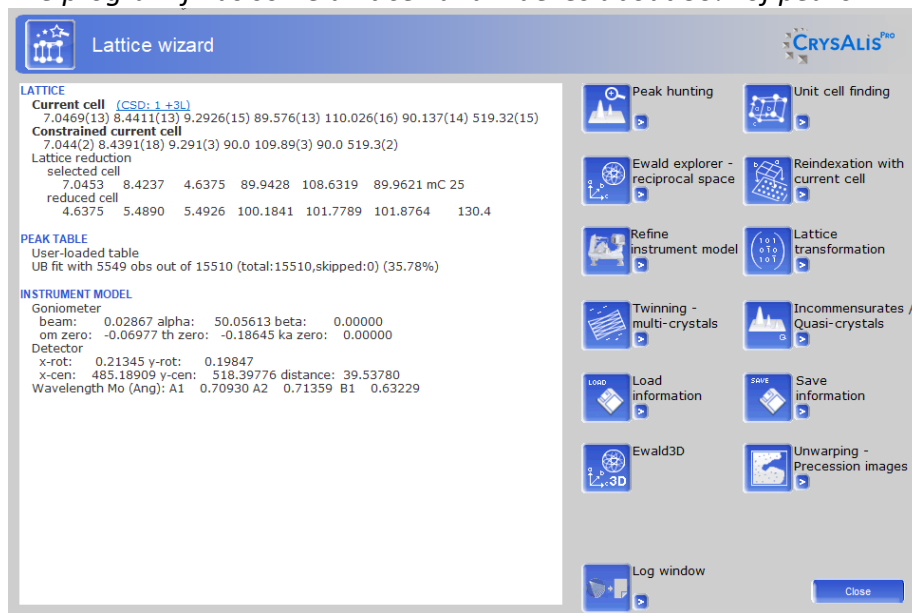 Lattice wizard
CRYSALIS PRO
LATTICE
Current cell (CSD: 1 +3L)
7.0469(13) 8.4411(13) 9.2926(15) 89.576(13) 110.026(16) 90.137(14) 519.32(15)
Constrained current cell
7.044(2) 8.4391(18) 9.291(3) 90.0 109.89(3) 90.0 519.3(2)
Lattice reduction
selected cell
7.0453 8.4237 4.6375 89.9428 108.6319 89.9621 mC 25
reduced cell
4.6375 5.4890 5.4926 100.1841 101.7789 101.8764 130.4
PEAK TABLE
User-loaded table
UB fit with 5549 obs out of 15510 (total:15510,skipped:0) (35.78%)
INSTRUMENT MODEL
Goniometer
beam: 0.02867 alpha: 50.05613 beta: 0.00000
om zero: -0.06977 th zero: -0.18645 ka zero: 0.00000
Detector
x-rot: 0.21345 y-rot: 0.19847
x-cen: 485.18909 y-cen: 518.39776 distance: 39.53780
Wavelength Mo (Ang): A1 0.70930 A2 0.71359 B1 0.63229
Peak hunting
Unit cell finding
Ewald explorer -
reciprocal space
Reindexation with
current cell
Refine
instrument model
Lattice
transformation
Twinning -
multi-crystals
Incommensurates /
Quasi-crystals
LOAD
Load
information
SAVE
Save
information
Ewald3D
3D
Unwarping -
Precession images
Log window
Close